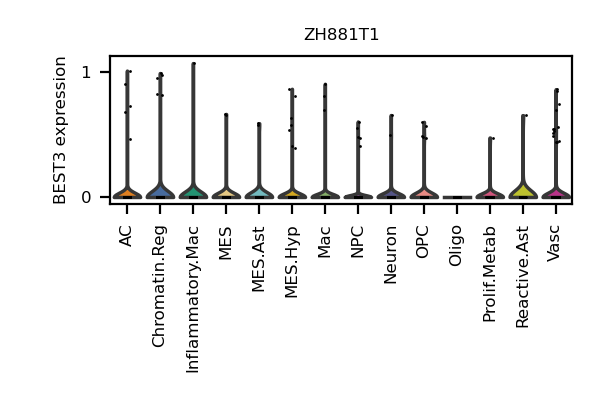 ZH881T1
BEST3 expression
1
0
AC
Chromatin.Reg
Inflammatory.Mac
MES
MES.Ast
MES.Hyp
Mac
NPC
Neuron
OPC
Oligo
Prolif.Metab
Reactive.Ast
Vasc